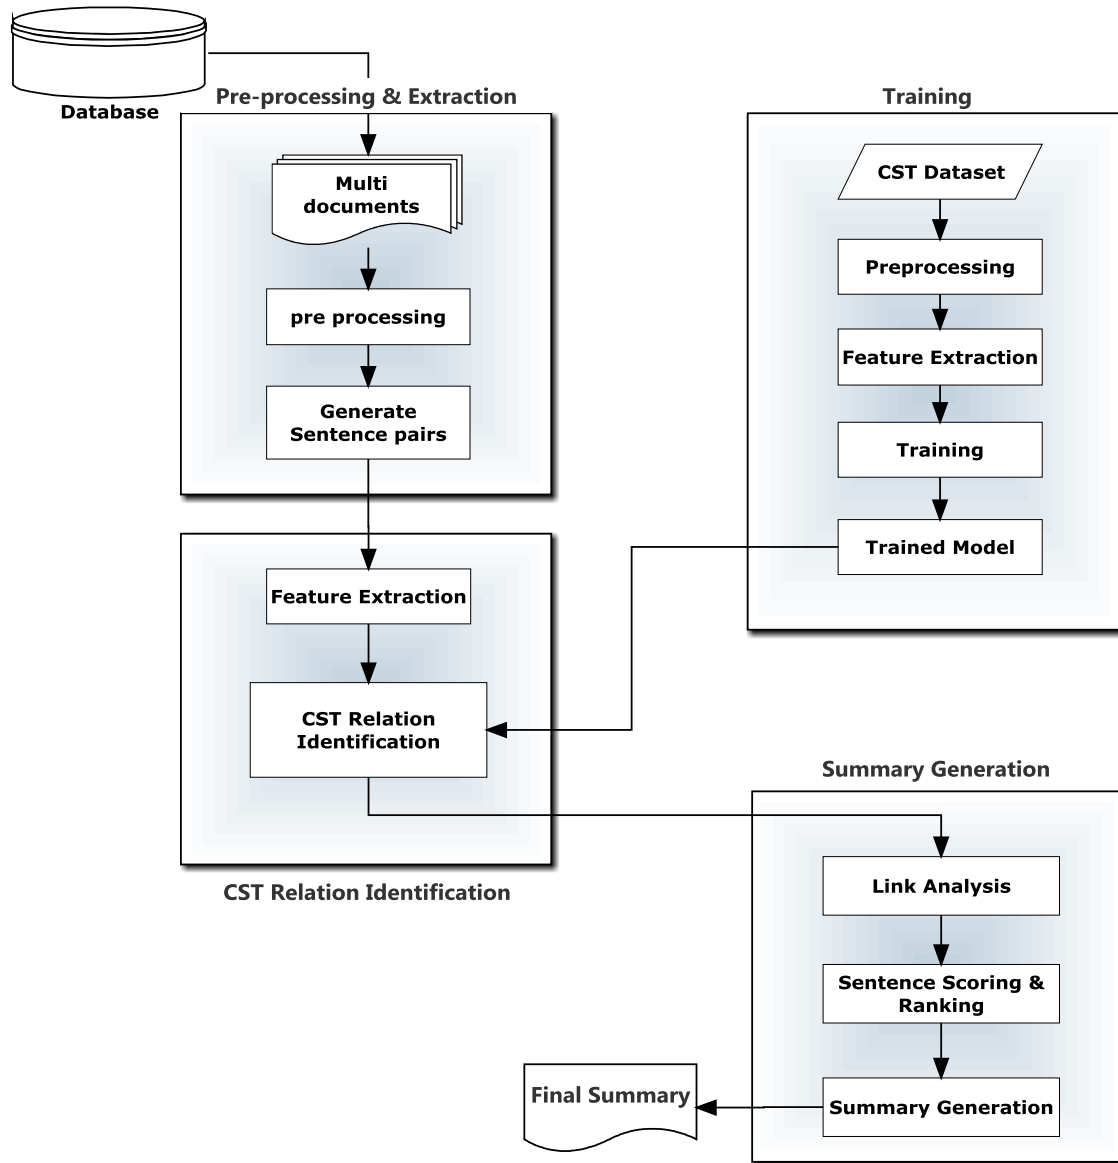 Database
Pre-processing & Extraction
Multi
documents
pre processing
Generate
Sentence pairs
Feature Extraction
CST Relation
Identification
CST Relation Identification
Training
CST Dataset
Preprocessing
Feature Extraction
Training
Trained Model
Summary Generation
Link Analysis
Sentence Scoring &
Ranking
Summary Generation
Final Summary